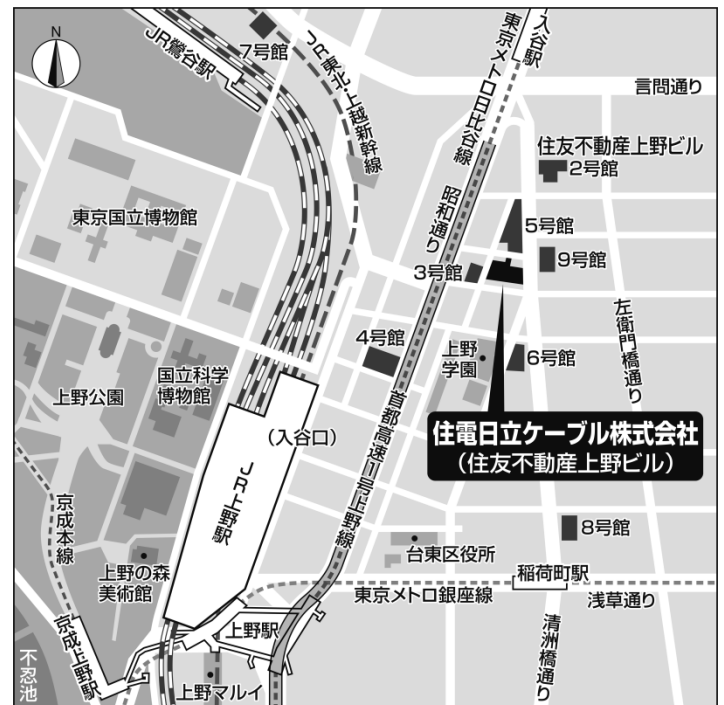 N
JR鶯谷駅
7号館
JR東北・上越新幹線
入谷駅
東京メトロ日比谷線
言問通り
住友不動産上野ビル
2号館
昭和通り
東京国立博物館
5号館
9号館
3号館
左衛門橋通り
4号館
上野
学園
6号館
国立科学
博物館
上野公園
(入谷口)
JR上野駅
首都高速1号上野線
住電日立ケーブル株式会社
(住友不動産上野ビル)
8号館
京成本線
台東区役所
上野の森
美術館
稲荷町駅
東京メトロ銀座線
浅草通り
上野駅
京成上野駅
清洲橋通り
不忍池
上野マルイ